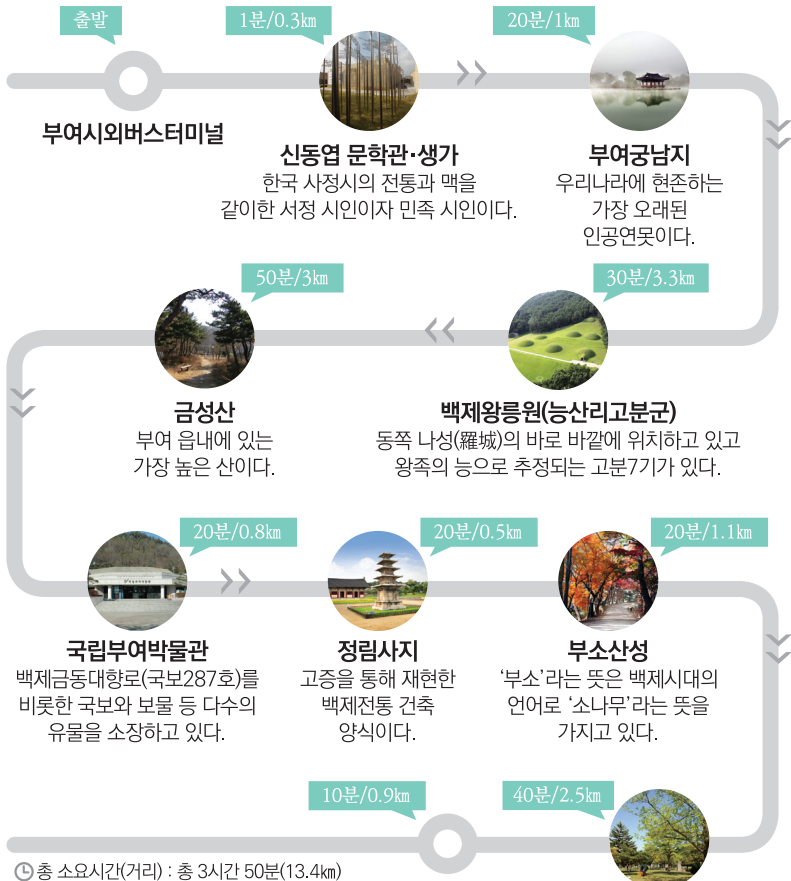 출발
부여시외버스터미널
1분/0.3㎞
신동엽 문학관·생가
한국 사정시의 전통과 맥을
같이한 서정 시인이자 민족 시인이다.
20분/1㎞
부여궁남지
우리나라에 현존하는
가장 오래된
인공연못이다.
30분/3.3㎞
백제왕릉원(능산리고분군)
동쪽 나성(羅城)의 바로 바깥에 위치하고 있고
왕족의 능으로 추정되는 고분7기가 있다.
50분/3㎞
금성산
부여 읍내에 있는
가장 높은 산이다.
20분/0.8㎞
국립부여박물관
백제금동대향로(국보287호)를
비롯한 국보와 보물 등 다수의
유물을 소장하고 있다.
20분/0.5㎞
정림사지
고증을 통해 재현한
백제전통 건축
양식이다.
20분/1.1㎞
부소산성
‘부소’라는 뜻은 백제시대의
언어로 ‘소나무’라는 뜻을
가지고 있다.
40분/2.5㎞
10분/0.9㎞
총 소요시간(거리) : 총 3시간 50분(13.4㎞)